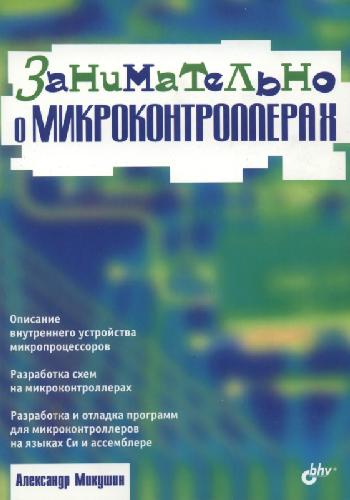 Занимательно
о МИКРОКОНТРОЛЛЕРАХ
Описание
внутреннего устройства
микропроцессоров
Разработка схем
на микроконтроллерах
Разработка и отладка программ
для микроконтроллеров
на языках Си и ассемблере
Александр Микушин
bhv®